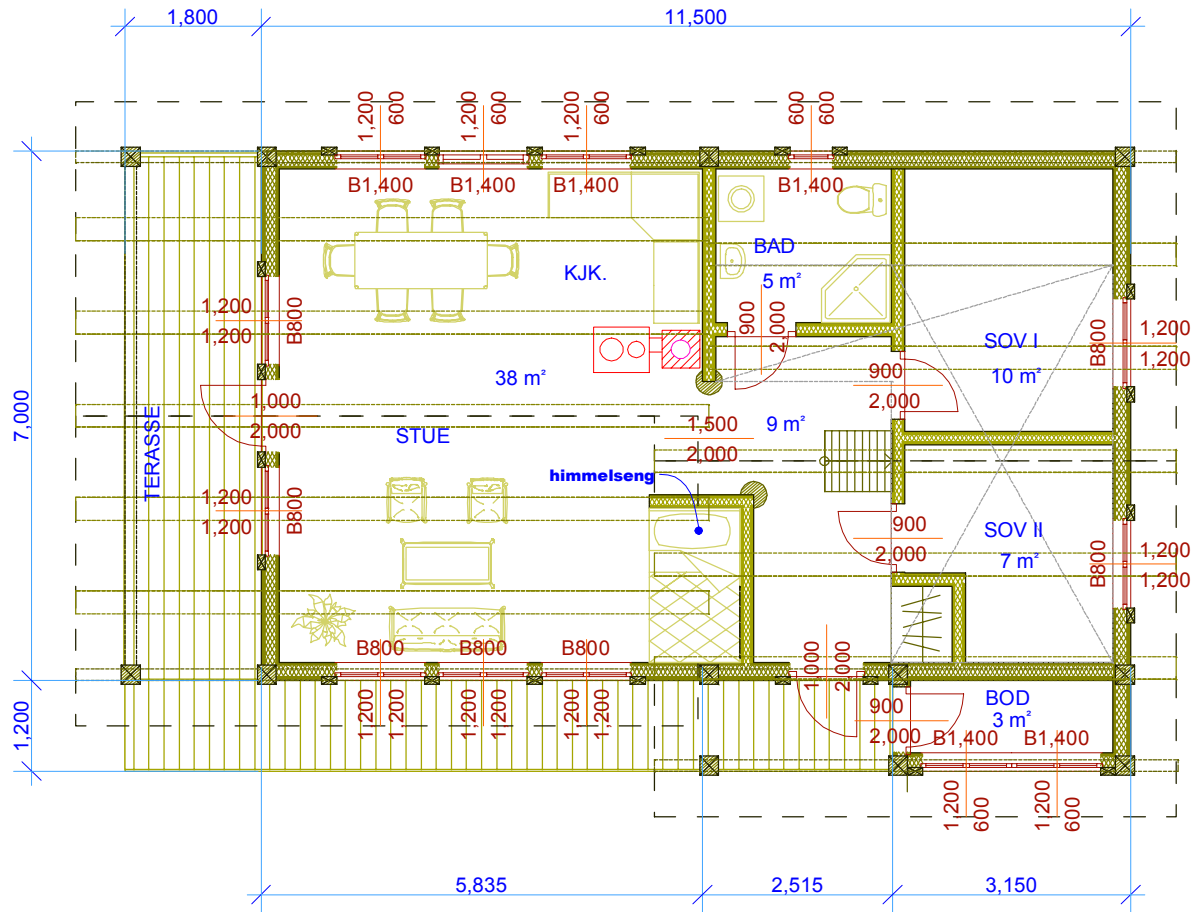 1,800
11,500
1,200
600
1,200
600
1,200
600
600
600
B1,400
B1,400
B1,400
B1,400
BAD
5 m²
KJK.
7,000
1,200
1,200
B800
900
2,000
SOV I
10 m²
B800
1,200
1,200
38 m²
900
2,000
1,000
2,000
STUE
TERASSE
1,500
2,000
9 m²
himmelseng
1,200
1,200
B800
900
2,000
SOV II
7 m²
B800
1,200
1,200
B800
B800
B800
1,000
2,000
1,200
1,200
1,200
1,200
1,200
1,200
1,200
BOD
3 m²
900
2,000
B1,400
B1,400
1,200
600
1,200
600
5,835
2,515
3,150